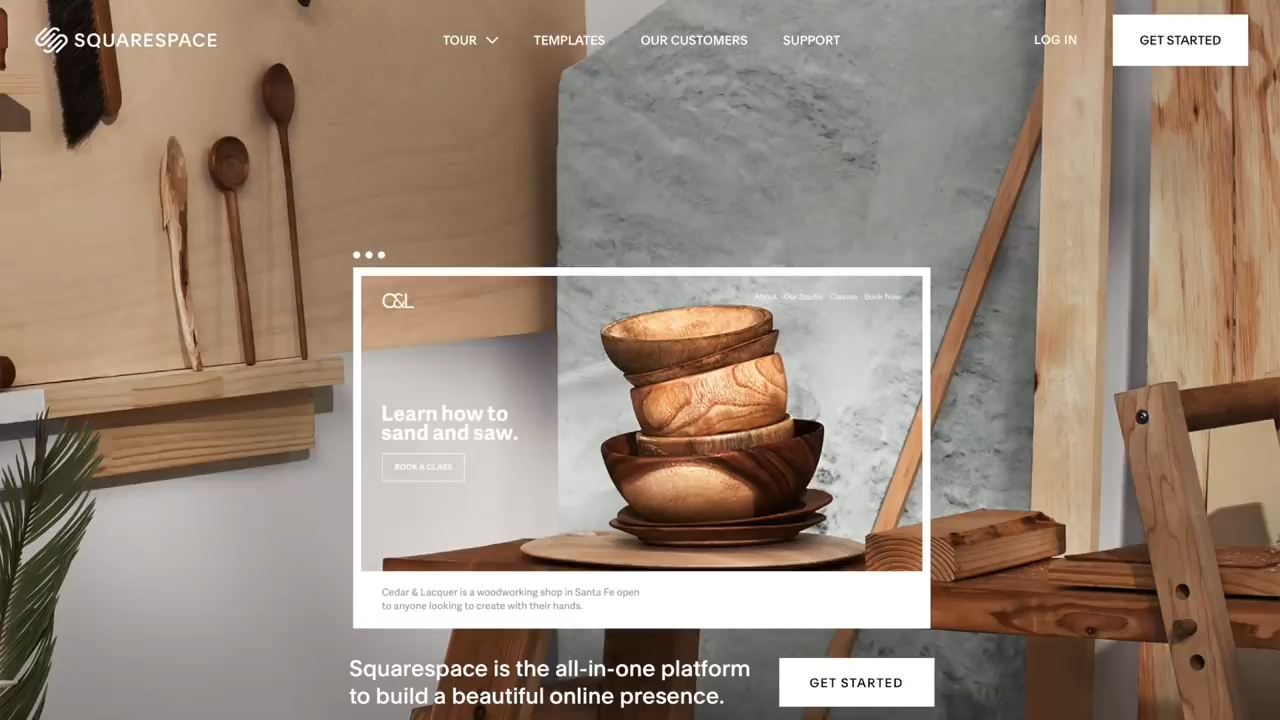 SQUARESPACE
TOUR
TEMPLATES
OUR CUSTOMERS
SUPPORT
LOG IN
GET STARTED
C&L
About Our Studio Classes Book Now
Learn how to
sand and saw.
BOOK A CLASS
Cedar & Lacquer is a woodworking shop in Santa Fe open
to anyone looking to create with their hands.
Squarespace is the all-in-one platform
to build a beautiful online presence.
GET STARTED